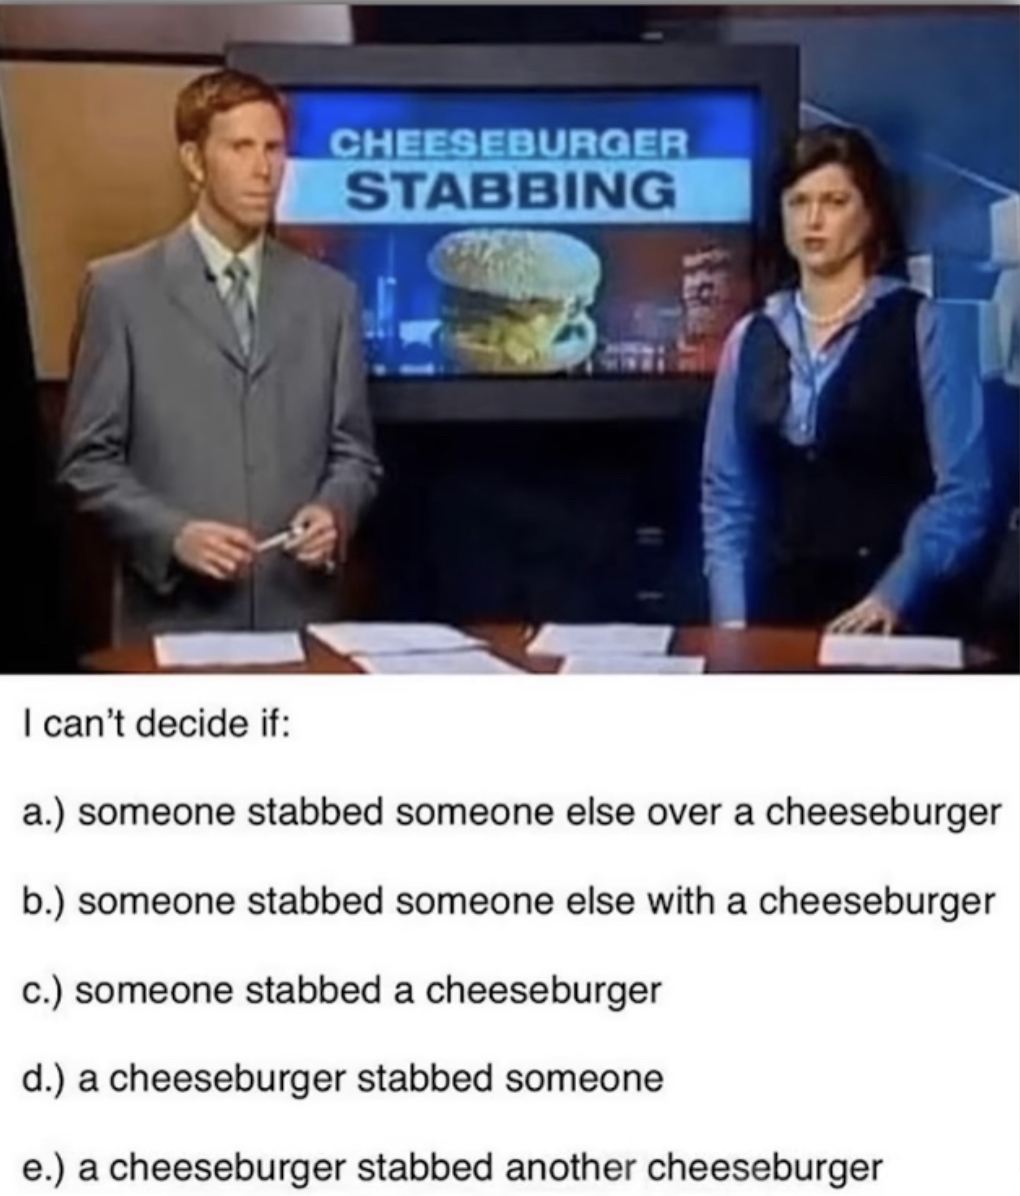 CHEESEBURGER
STABBING
I can't decide if:
a.) someone stabbed someone else over a cheeseburger
b.) someone stabbed someone else with a cheeseburger
c.) someone stabbed a cheeseburger
d.) a cheeseburger stabbed someone
e.) a cheeseburger stabbed another cheeseburger